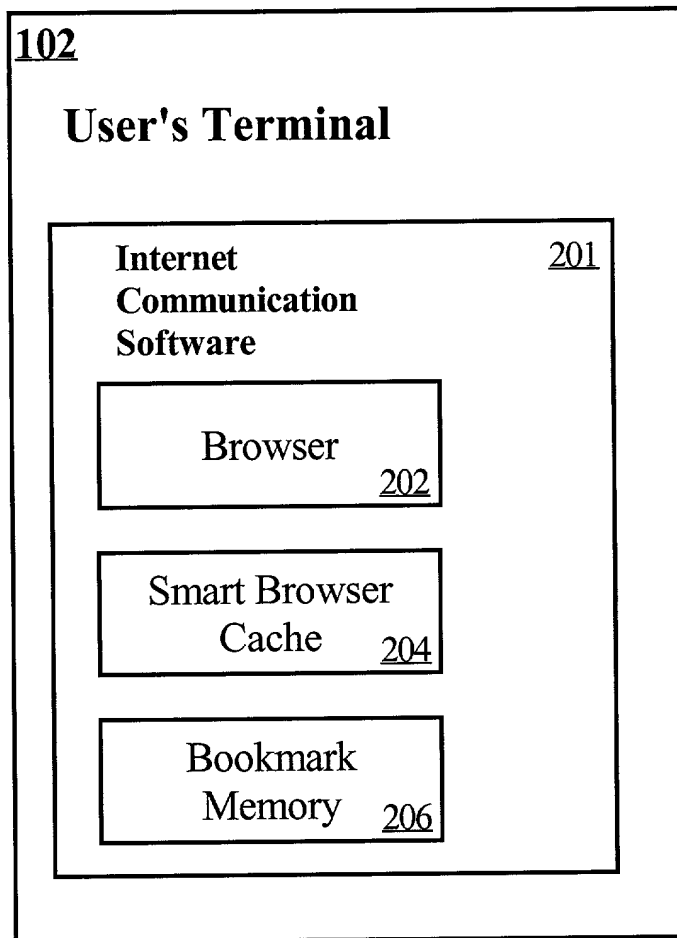 102
User's Terminal
Internet 201
Communication
Software
Browser
202
Smart Browser
Cache 204
Bookmark
Memory 206